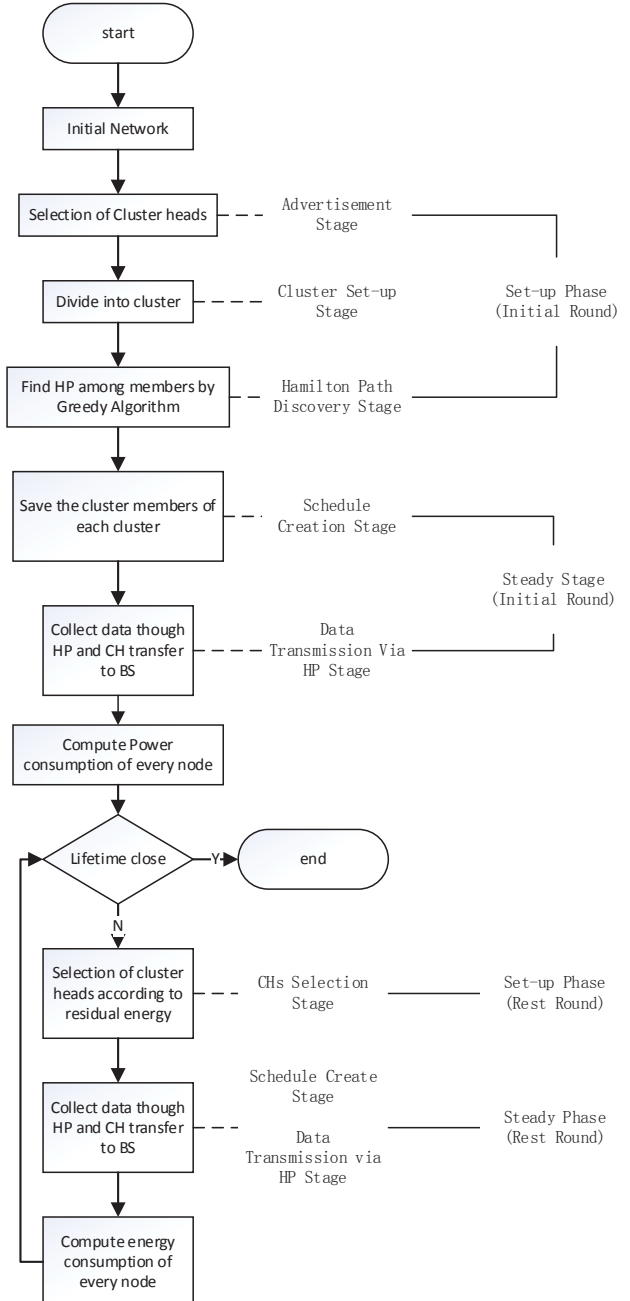 start
Initial Network
Selection of Cluster heads
Advertisement
Stage
Divide into cluster
Cluster Set-up
Stage
Set-up Phase
(Initial Round)
Find HP among members by
Greedy Algorithm
Hamilton Path
Discovery Stage
Save the cluster members of
each cluster
Schedule
Creation Stage
Steady Stage
(Initial Round)
Collect data though
HP and CH transfer
to BS
Data
Transmission Via
HP Stage
Compute Power
consumption of every node
Lifetime close
Y
end
N
Selection of cluster
heads according to
residual energy
CHs Selection
Stage
Set-up Phase
(Rest Round)
Collect data though
HP and CH transfer
to BS
Schedule Create
Stage
Data
Transmission via
HP Stage
Steady Phase
(Rest Round)
Compute energy
consumption of
every node